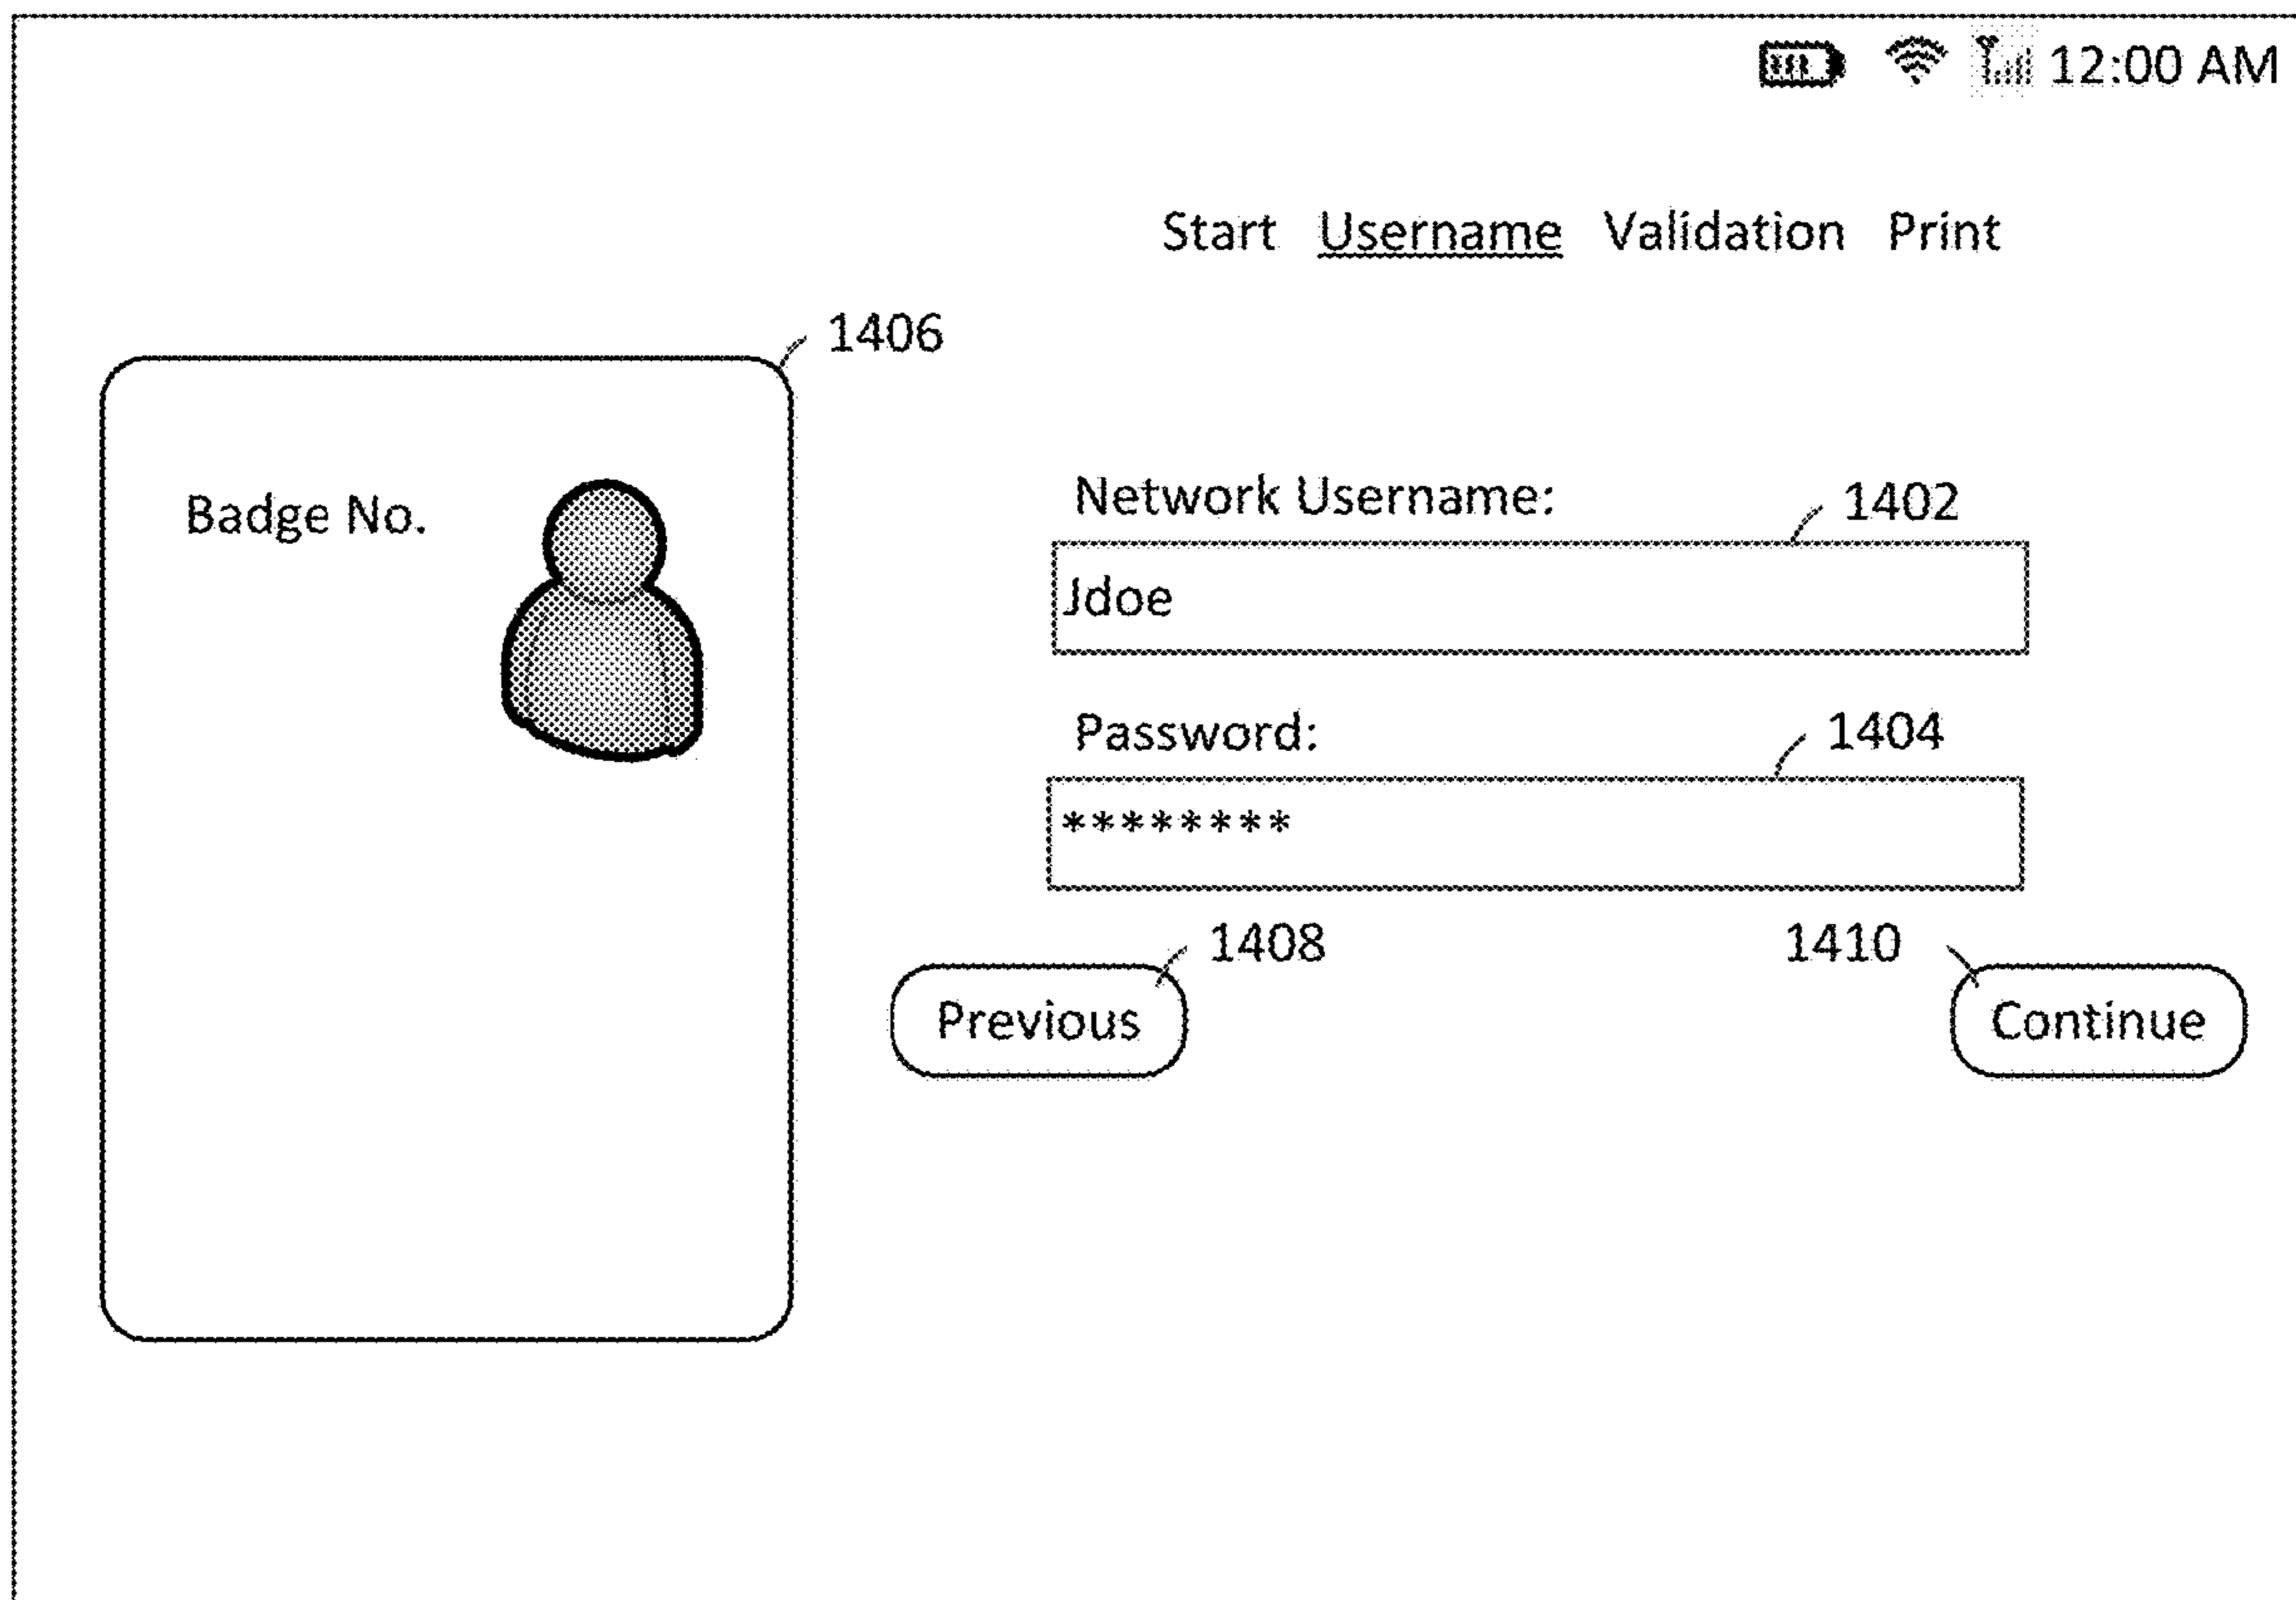 12:00 AM
Start Username Validation Print
1406
Badge No.
Network Username:
1402
Jdoe
Password:
1404
********
1408
1410
Previous
Continue